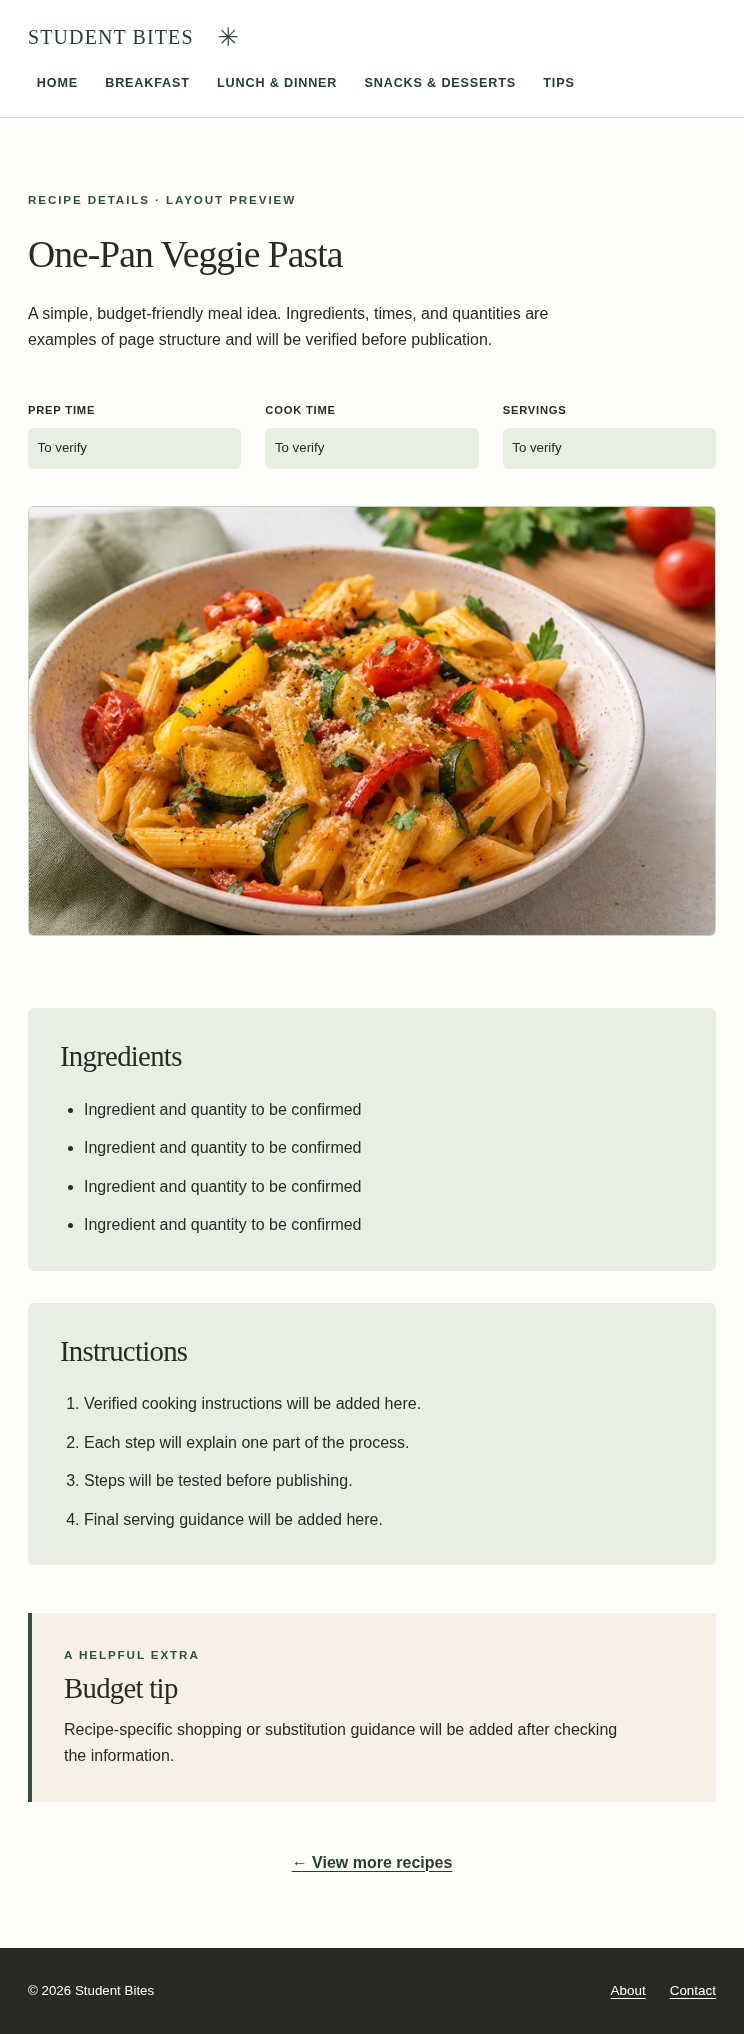 STUDENT BITES ✳
HOME BREAKFAST LUNCH & DINNER SNACKS & DESSERTS TIPS
RECIPE DETAILS · LAYOUT PREVIEW
One-Pan Veggie Pasta
A simple, budget-friendly meal idea. Ingredients, times, and quantities are
examples of page structure and will be verified before publication.
PREP TIME COOK TIME SERVINGS
To verify To verify To verify
Ingredients
• Ingredient and quantity to be confirmed
• Ingredient and quantity to be confirmed
• Ingredient and quantity to be confirmed
• Ingredient and quantity to be confirmed
Instructions
1. Verified cooking instructions will be added here.
2. Each step will explain one part of the process.
3. Steps will be tested before publishing.
4. Final serving guidance will be added here.
A HELPFUL EXTRA
Budget tip
Recipe-specific shopping or substitution guidance will be added after checking
the information.
← View more recipes
© 2026 Student Bites About Contact